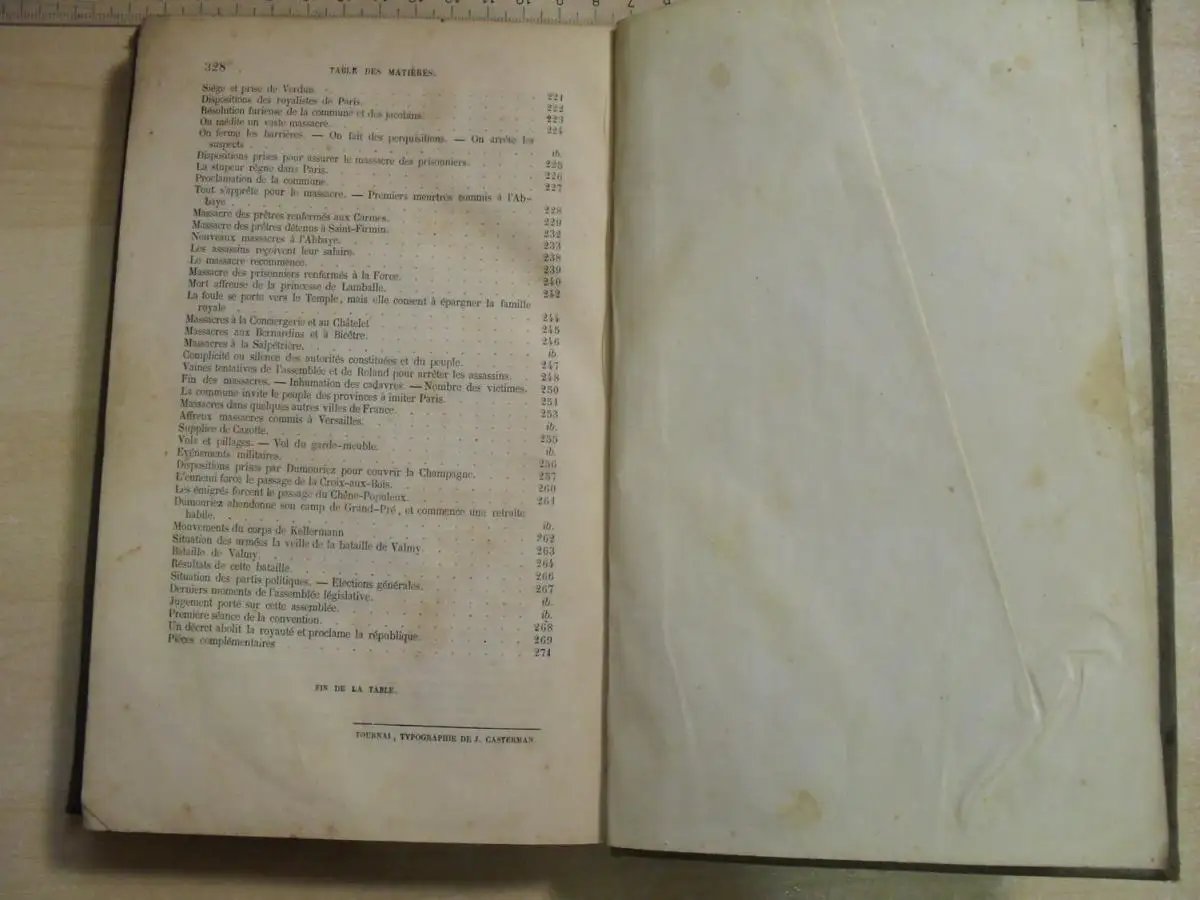 328 TABLE DES MATIÈRES.
Siége et prise de Verdun. 221
Dispositions des royalistes de Paris. 222
Résolution furieuse de la commune et des jacobins. 223
On médite un vaste massacre. 224
On ferme les barrières. — On fait des perquisitions. — On arrête les
suspects ib.
Dispositions prises pour assurer le massacre des prisonniers. 225
La stupeur règne dans Paris. 226
Proclamation de la commune. 227
Tout s'apprête pour le massacre. — Premiers meurtres commis à l'Ab-
baye 228
Massacre des prêtres renfermés aux Carmes. 229
Massacre des prêtres détenus à Saint-Firmin. 232
Nouveaux massacres à l'Abbaye. 233
Les assassins reçoivent leur salaire. 238
Le massacre recommence. 239
Massacre des prisonniers renfermés à la Force. 240
Mort affreuse de la princesse de Lamballe. 242
La foule se porte vers le Temple, mais elle consent à épargner la famille
royale 244
Massacres à la Conciergerie et au Châtelet 245
Massacres aux Bernardins et à Bicêtre. 246
Massacres à la Salpétrière. ib.
Complicité ou silence des autorités constituées et du peuple. 247
Vaines tentatives de l'assemblée et de Roland pour arrêter les assassins. 248
Fin des massacres. — Inhumation des cadavres. — Nombre des victimes. 250
La commune invite le peuple des provinces à imiter Paris. 251
Massacres dans quelques autres villes de France. 253
Affreux massacres commis à Versailles. ib.
Supplice de Cazotte. 255
Vols et pillages. — Vol du garde-meuble. ib.
Evénements militaires. 256
Dispositions prises par Dumouriez pour couvrir la Champagne. 257
L'ennemi force le passage de la Croix-aux-Bois. 260
Les émigrés forcent le passage du Chêne-Populeux. 261
Dumouriez abandonne son camp de Grand-Pré, et commence une retraite
habile. ib.
Mouvements du corps de Kellermann 262
Situation des armées la veille de la bataille de Valmy. 263
Bataille de Valmy. 264
Résultats de cette bataille. 266
Situation des partis politiques. — Elections générales. 267
Derniers moments de l'assemblée législative. ib.
Jugement porté sur cette assemblée. ib.
Première séance de la convention. 268
Un décret abolit la royauté et proclame la république. 269
Pièces complémentaires 271
FIN DE LA TABLE.
TOURNAI, TYPOGRAPHIE DE J. CASTERMAN